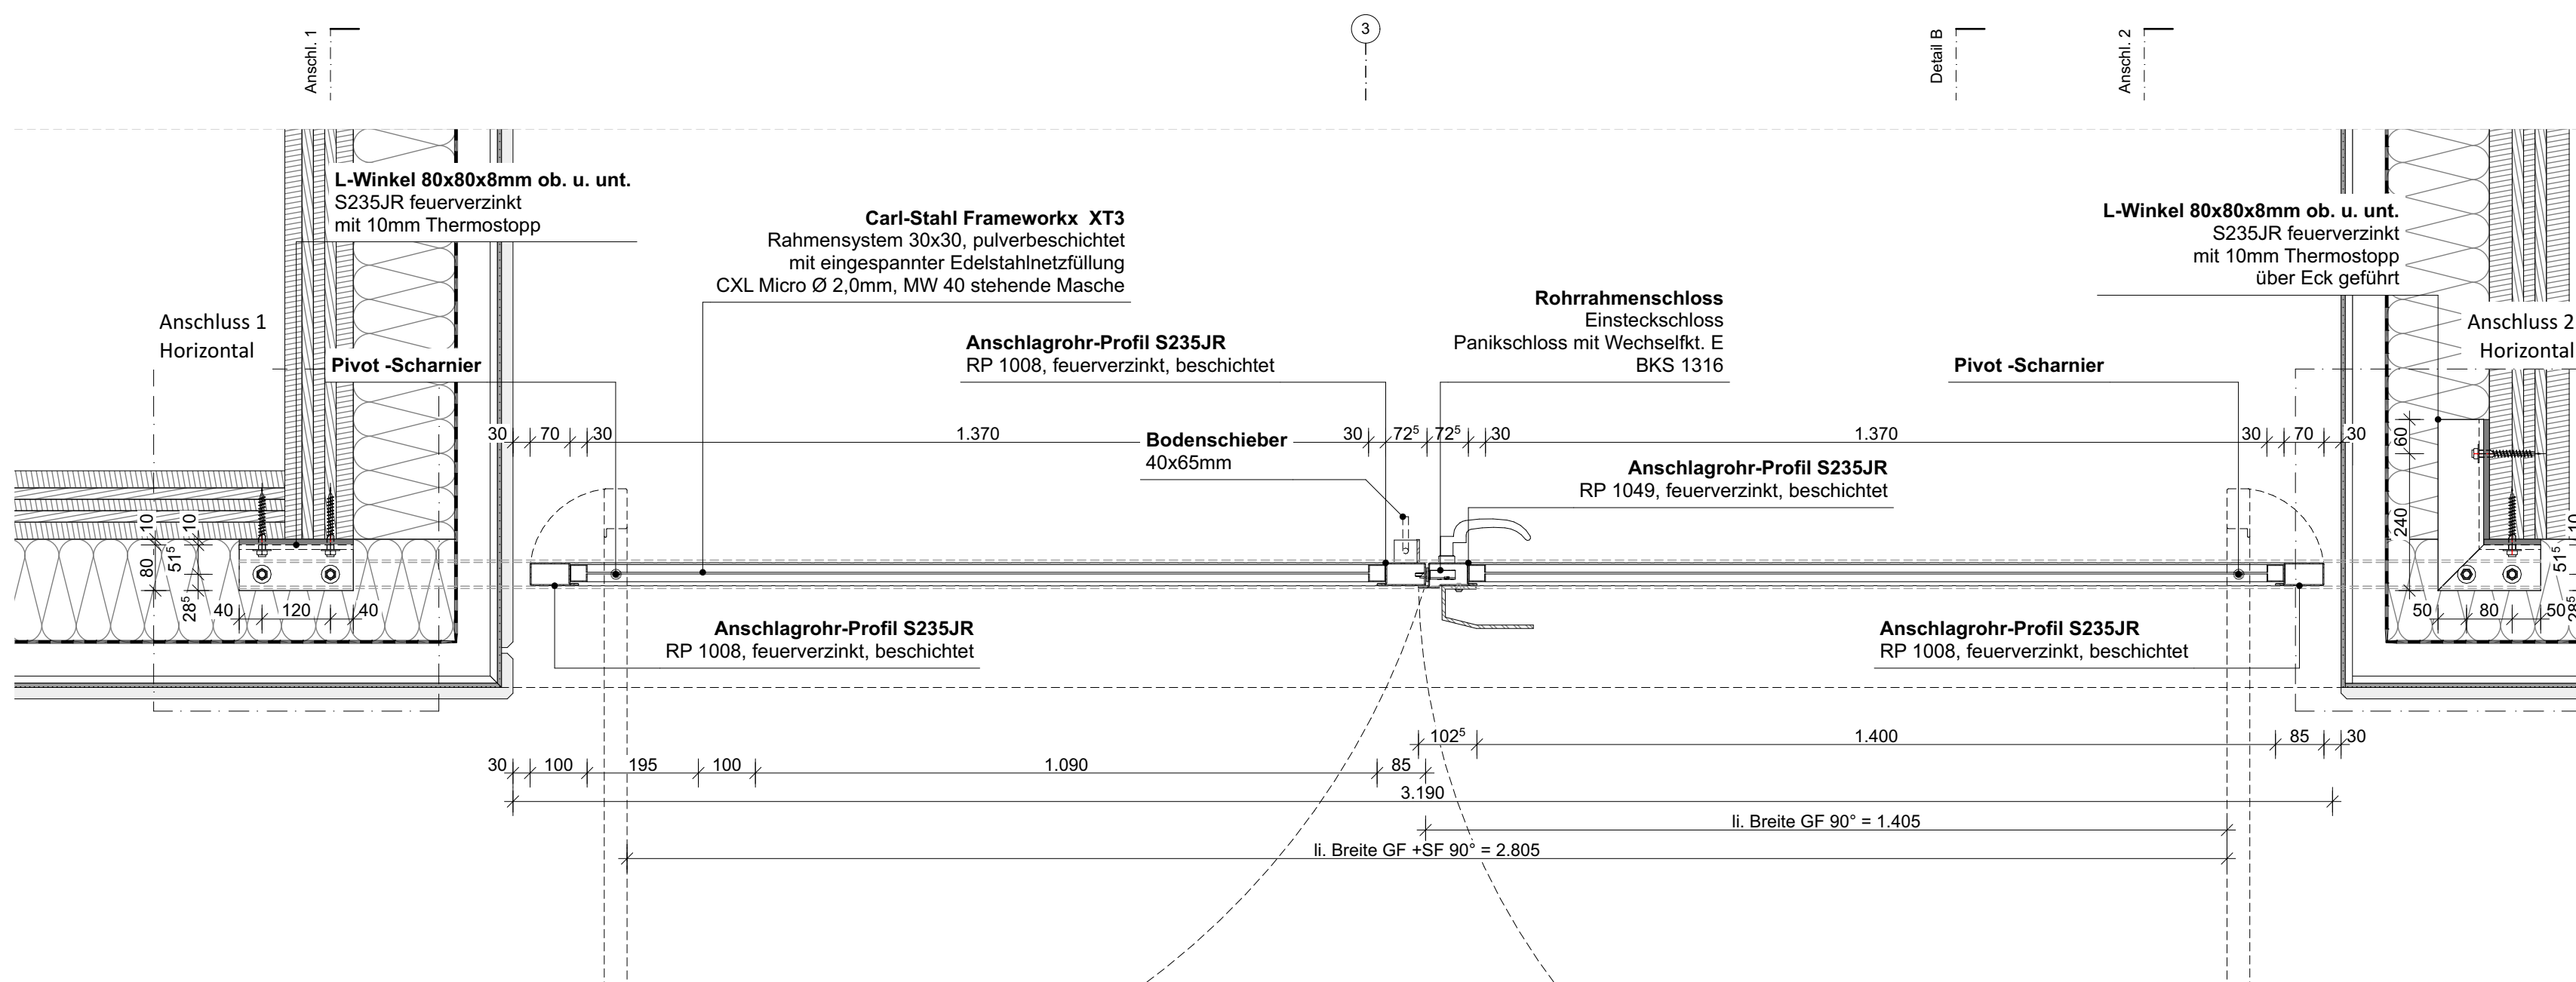 Anschl. 1
3
Detail B
Anschl. 2
L-Winkel 80x80x8mm ob. u. unt.
S235JR feuerverzinkt
mit 10mm Thermostopp
Carl-Stahl Frameworkx XT3
Rahmensystem 30x30, pulverbeschichtet
mit eingespannter Edelstahlnetzfüllung
CXL Micro Ø 2,0mm, MW 40 stehende Masche
L-Winkel 80x80x8mm ob. u. unt.
S235JR feuerverzinkt
mit 10mm Thermostopp
über Eck geführt
Anschluss 1
Horizontal
Pivot -Scharnier
Anschlagrohr-Profil S235JR
RP 1008, feuerverzinkt, beschichtet
Rohrrahmenschloss
Einsteckschloss
Panikschloss mit Wechselfkt. E
BKS 1316
Pivot -Scharnier
Anschluss 2
Horizontal
30 70 30 1.370 30 72⁵ 72⁵ 30 1.370 30 70 30
Bodenschieber
40x65mm
Anschlagrohr-Profil S235JR
RP 1049, feuerverzinkt, beschichtet
10 10
80 51⁵
28⁵
40 120 40
60
240
10
51⁵
28⁵
50 80 50
Anschlagrohr-Profil S235JR
RP 1008, feuerverzinkt, beschichtet
Anschlagrohr-Profil S235JR
RP 1008, feuerverzinkt, beschichtet
102⁵ 1.400 85 30
30 100 195 100 1.090 85
3.190
li. Breite GF 90° = 1.405
li. Breite GF +SF 90° = 2.805